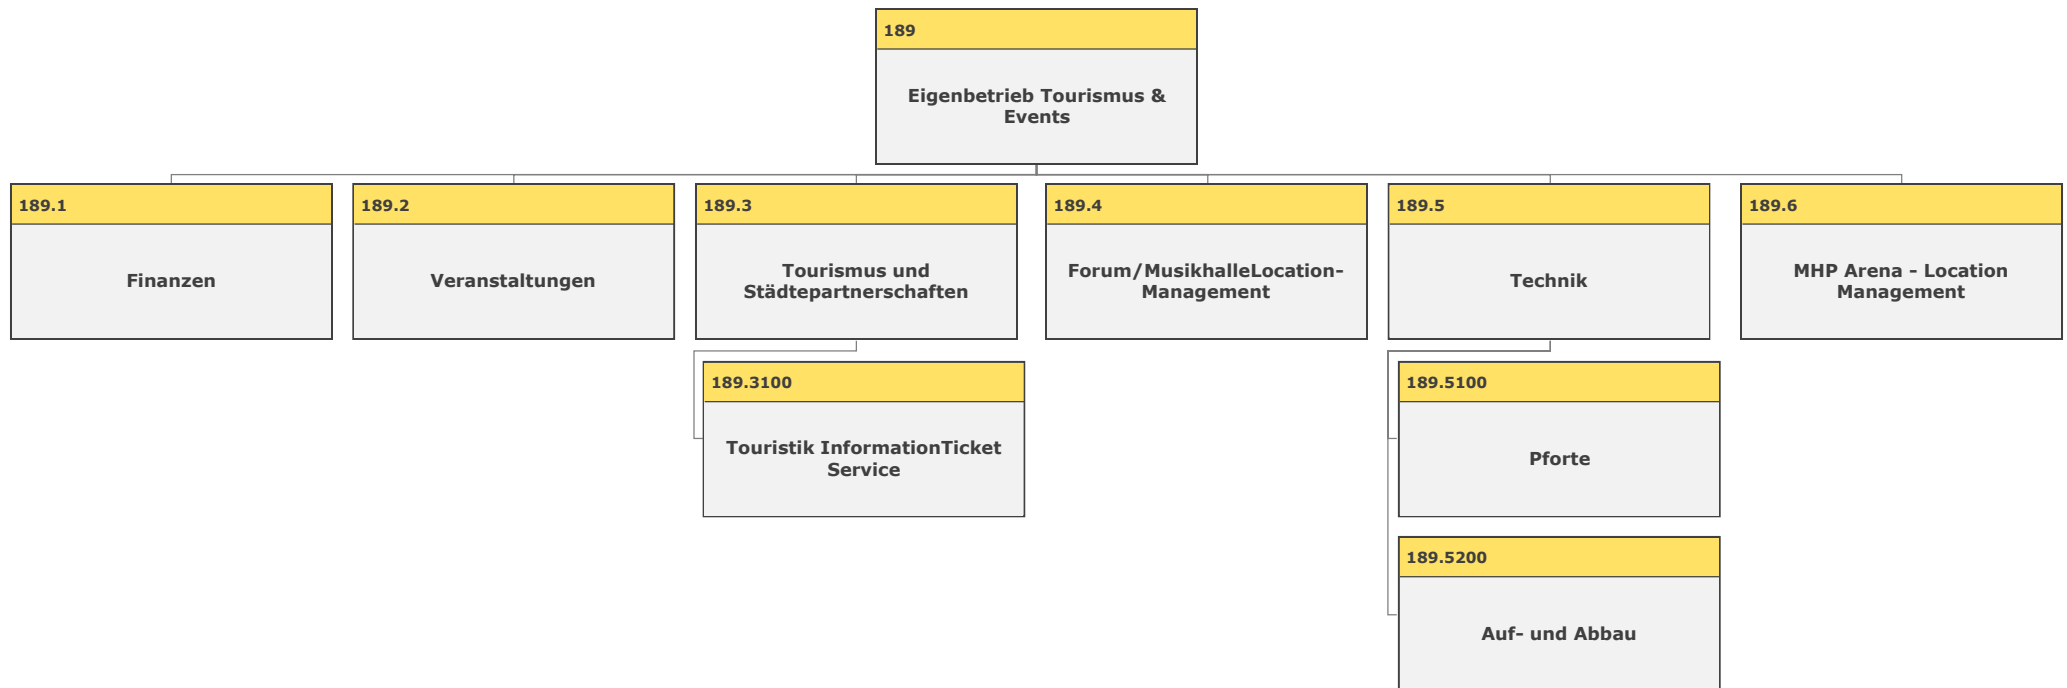 189
Eigenbetrieb Tourismus &
Events
189.1
Finanzen
189.2
Veranstaltungen
189.3
Tourismus und
Städtepartnerschaften
189.4
Forum/MusikhalleLocation-
Management
189.5
Technik
189.6
MHP Arena - Location
Management
189.3100
Touristik InformationTicket
Service
189.5100
Pforte
189.5200
Auf- und Abbau